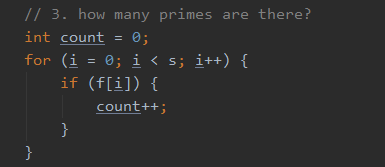 // 3. how many primes are there?
int count = 0;
for (i = 0; i < s; i++) {
if (f[i]) {
count++;
}
}